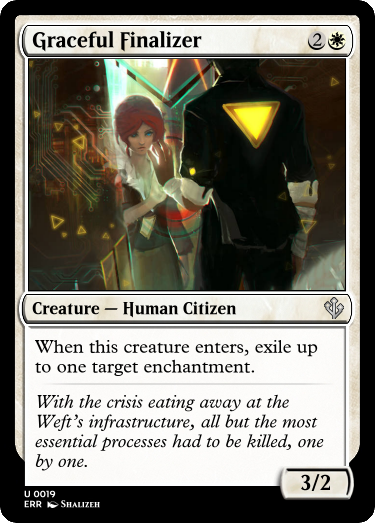 Graceful Finalizer 2
Creature — Human Citizen
When this creature enters, exile up
to one target enchantment.
With the crisis eating away at the
Weft's infrastructure, all but the most
essential processes had to be killed, one
by one.
3/2
U 0019
ERR Shalizeh